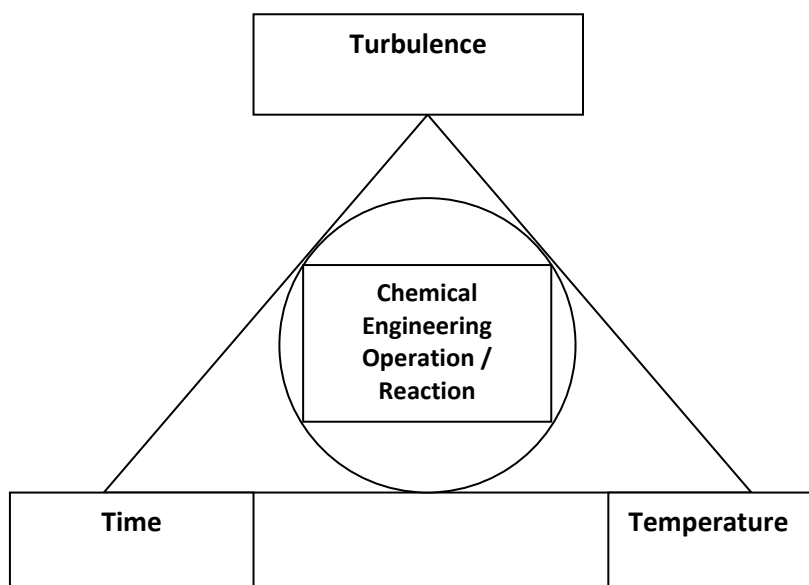 Turbulence
Chemical
Engineering
Operation /
Reaction
Time
Temperature